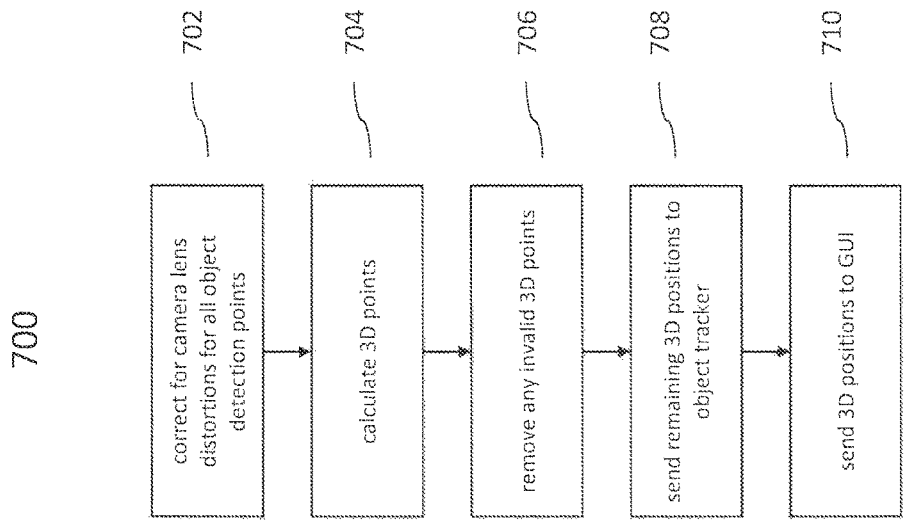 700
correct for camera lens
distortions for all object
detection points
702
calculate 3D points
704
remove any invalid 3D points
706
send remaining 3D positions to
object tracker
708
send 3D positions to GUI
710